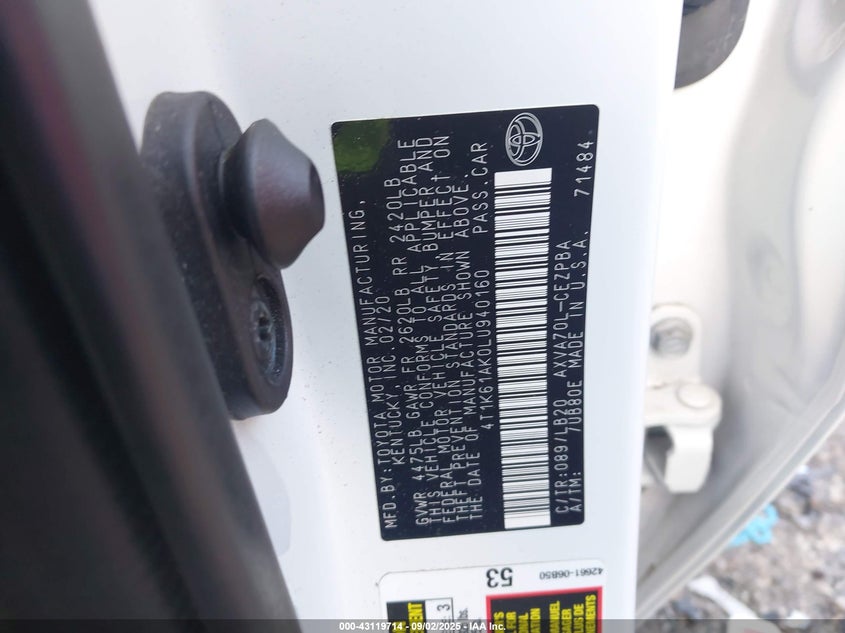 MFD BY: TOYOTA MOTOR MANUFACTURING,
KENTUCKY, INC. 02/20
GVWR 4475LB GAWR FR 2620LB RR 2420LB
THIS VEHICLE CONFORMS TO ALL APPLICABLE
FEDERAL MOTOR VEHICLE SAFETY, BUMPER AND
THEFT PREVENTION STANDARDS IN EFFECT ON
THE DATE OF MANUFACTURE SHOWN ABOVE.
4T1K61AK0LU940160 PASS. CAR
C/TR: 089/LB20 AXVA70L-CEZPBA
A/TM: 7UB80E MADE IN U.S.A. 71484
53
42661-06B50
3
000-43119714 - 09/02/2025 - IAA Inc.